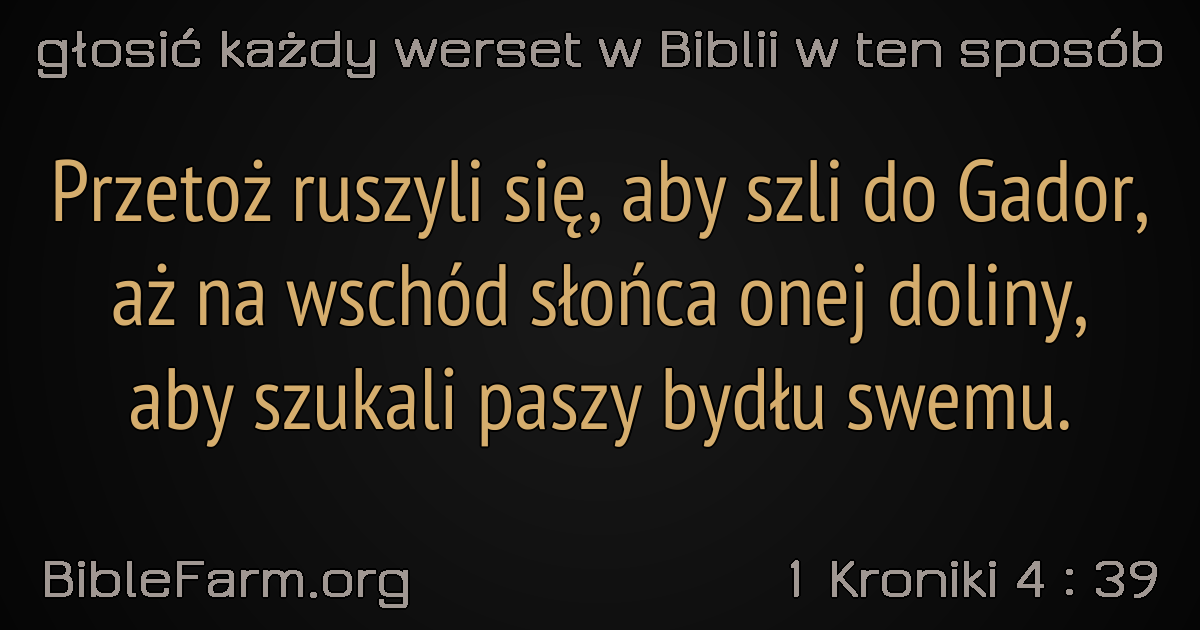 głosić każdy werset w Biblii w ten sposób
Przetoż ruszyli się, aby szli do Gador,
aż na wschód słońca onej doliny,
aby szukali paszy bydłu swemu.
BibleFarm.org
1 Kroniki 4 : 39